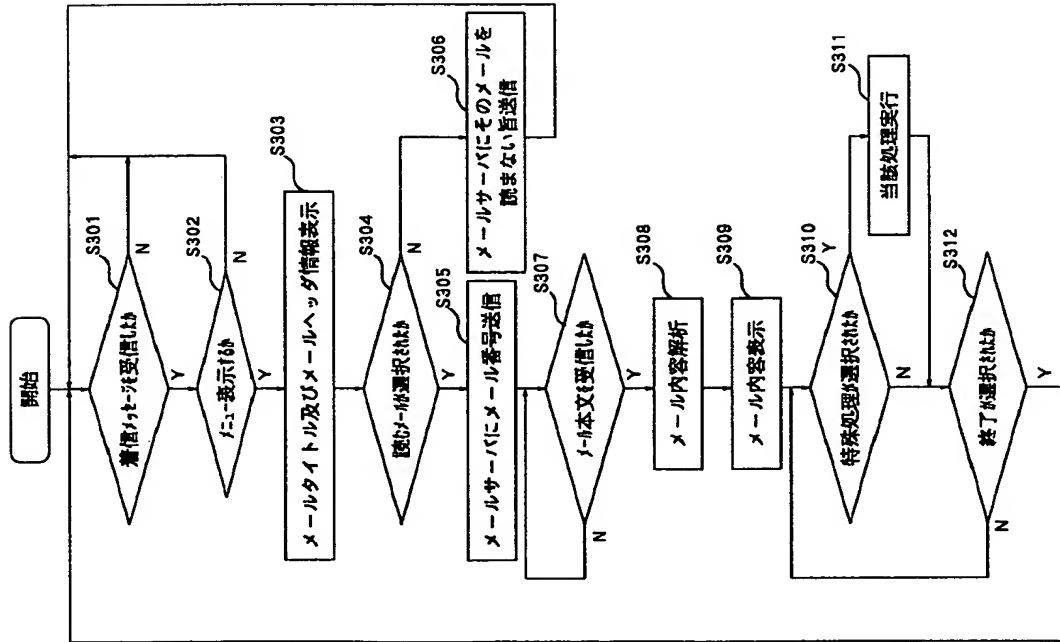 開始
S301
着信メッセージを受信したか
N
Y
S302
メニュー表示するか
N
Y
S303
メールタイトル及びメールヘッダ情報表示
S304
読むメールが選択されたか
N
Y
S305
メールサーバにメール番号送信
S306
メールサーバにそのメールを
読まない旨送信
S307
メール本文を受信したか
N
Y
S308
メール内容解析
S309
メール内容表示
S310
特殊処理が選択されたか
Y
N
S311
当該処理実行
S312
終了が選択されたか
N
Y